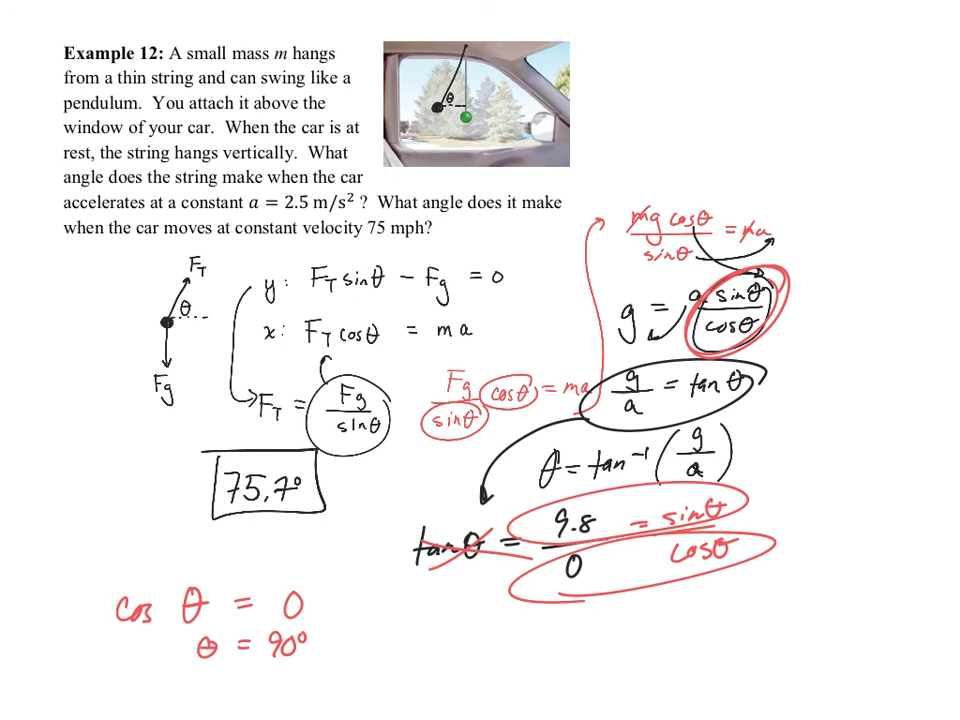 Example 12: A small mass m hangs
from a thin string and can swing like a
pendulum. You attach it above the
window of your car. When the car is at
rest, the string hangs vertically. What
angle does the string make when the car
accelerates at a constant a = 2.5 m/s² ? What angle does it make
when the car moves at constant velocity 75 mph?
θ
F_T
θ
F_g
y: F_T sinθ − F_g = 0
x: F_T cosθ = ma
F_T = F_g / sinθ
F_g / sinθ cosθ = ma
mg cosθ / sinθ = ma
g = a sinθ / cosθ
g / a = tanθ
θ = tan⁻¹ (g / a)
75.7°
tanθ = 9.8 / 0 = sinθ / cosθ
cos θ = 0
θ = 90°